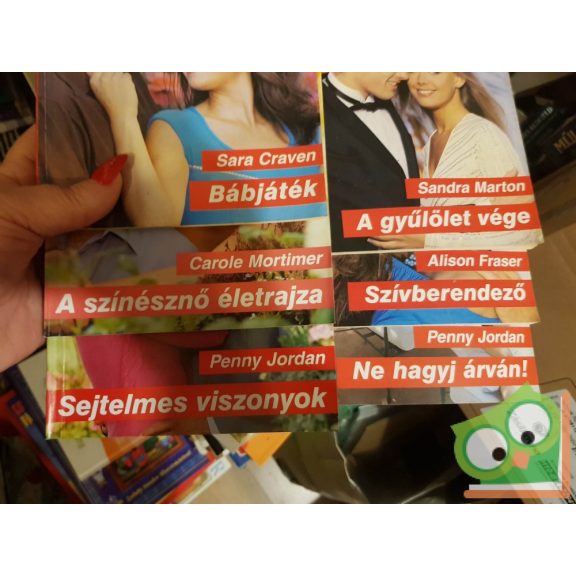 Sara Craven
Bábjáték
Sandra Marton
A gyűlölet vége
Carole Mortimer
A színésznő életrajza
Alison Fraser
Szívberendező
Penny Jordan
Sejtelmes viszonyok
Penny Jordan
Ne hagyj árván!